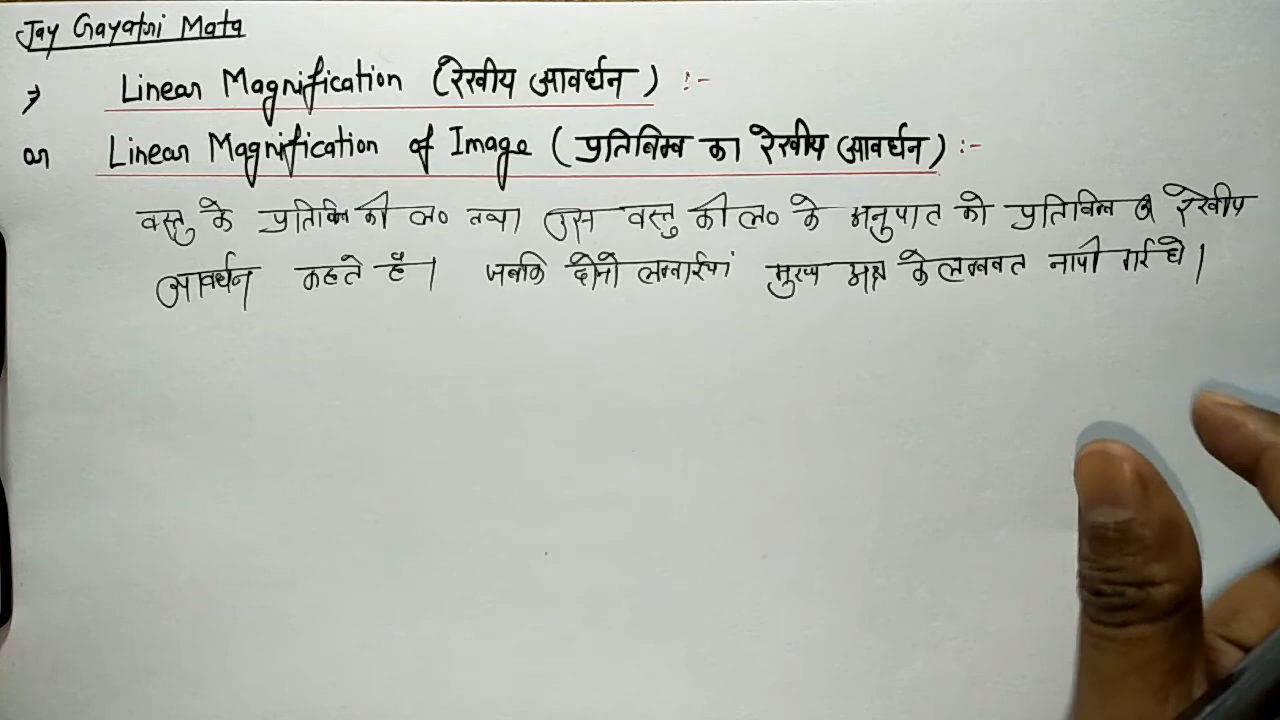 Jay Gayatri Mata
→ Linear Magnification (रेखीय आवर्धन) :-
or Linear Magnification of Image (प्रतिबिम्ब का रेखीय आवर्धन) :-
वस्तु के प्रतिबिम्ब की ल० तथा उस वस्तु की ल० के अनुपात को प्रतिबिम्ब का रेखीय
आवर्धन कहते हैं। जबकि दोनो लम्बाईयां मुख्य अक्ष के लम्बवत नापी गई हो।